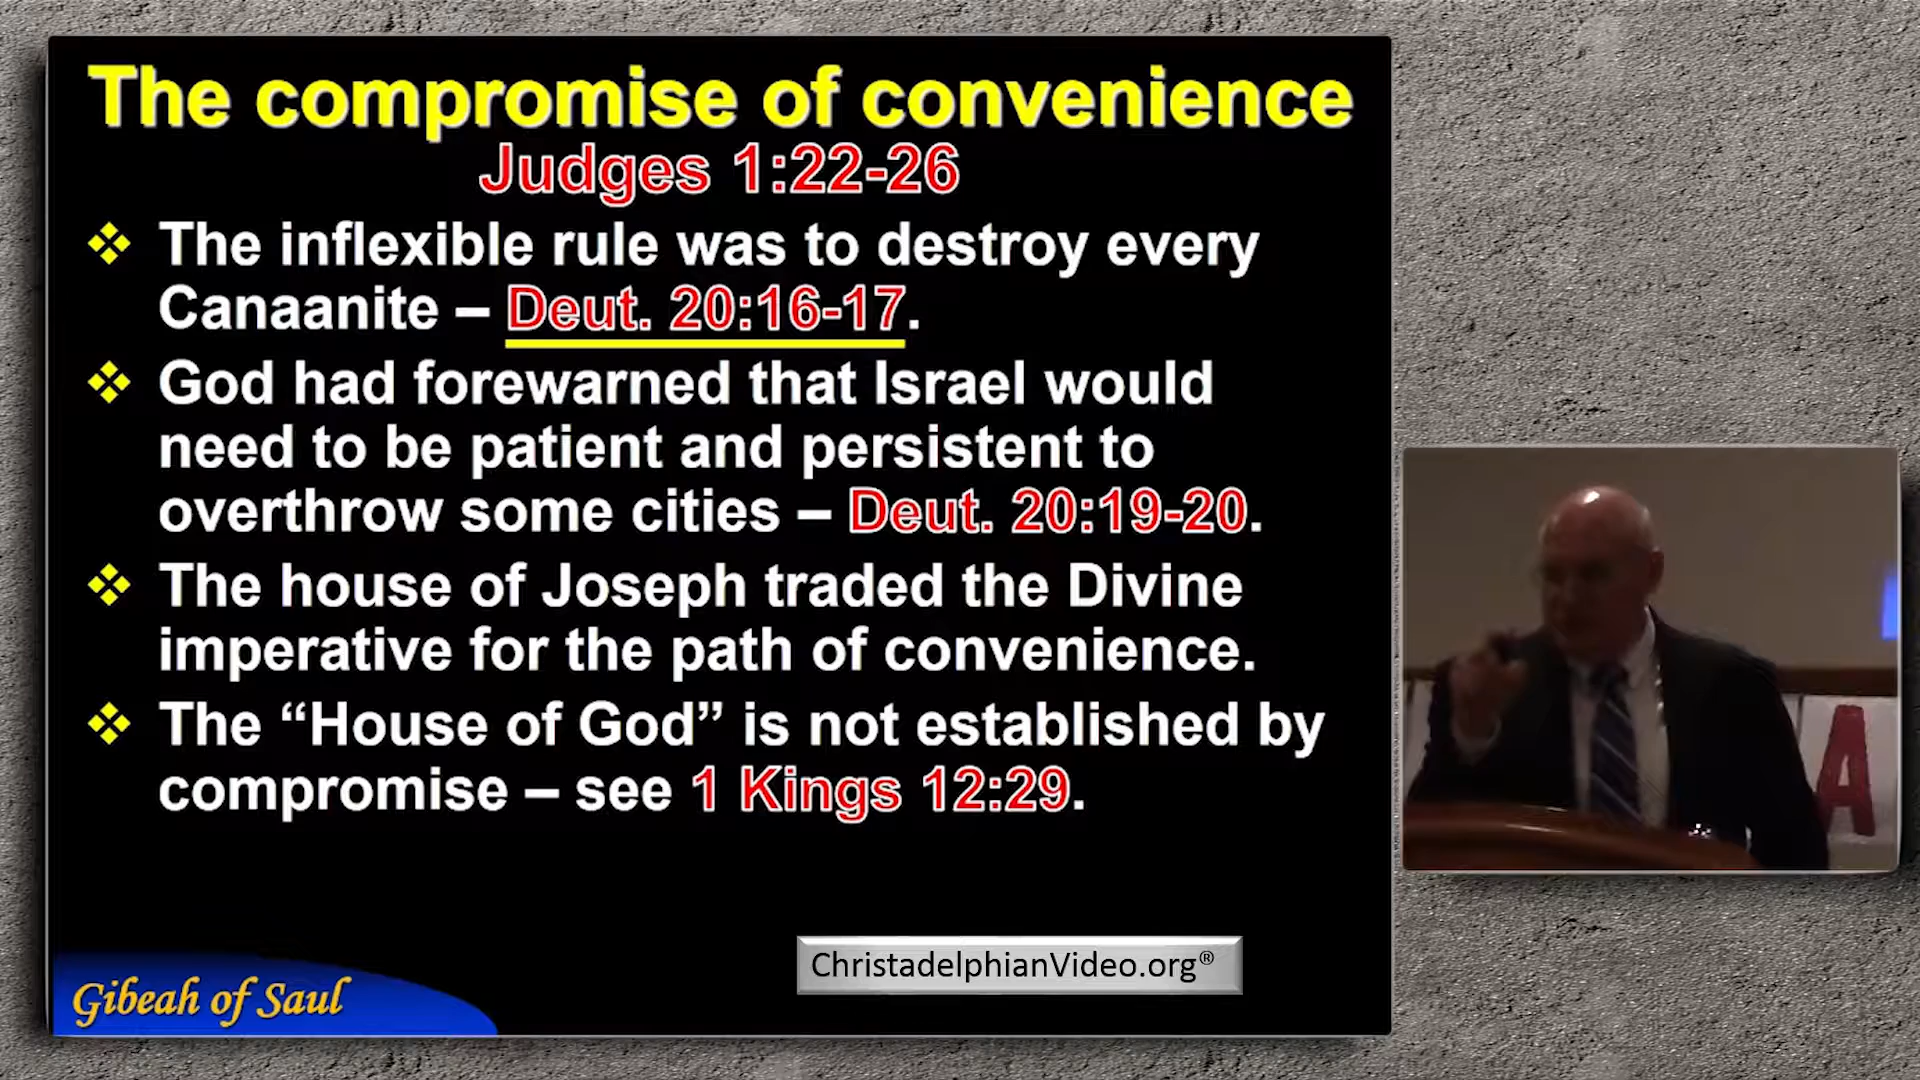 The compromise of convenience
Judges 1:22-26
The inflexible rule was to destroy every
Canaanite – Deut. 20:16-17.
God had forewarned that Israel would
need to be patient and persistent to
overthrow some cities – Deut. 20:19-20.
The house of Joseph traded the Divine
imperative for the path of convenience.
The “House of God” is not established by
compromise – see 1 Kings 12:29.
ChristadelphianVideo.org®
Gibeah of Saul
A